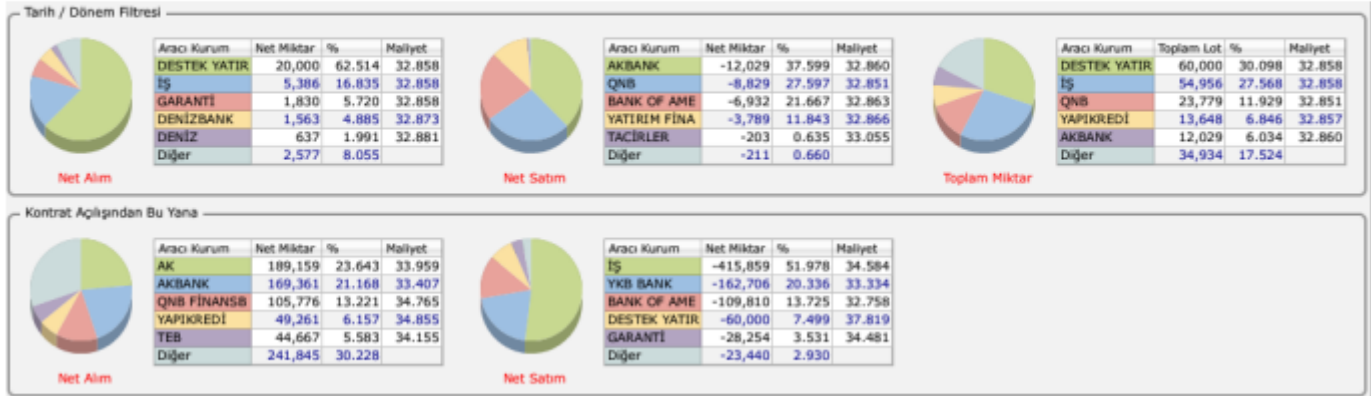 Tarih / Dönem Filtresi
Aracı Kurum Net Miktar % Maliyet
DESTEK YATIR 20,000 62.514 32.858
İŞ 5,386 16.835 32.858
GARANTİ 1,830 5.720 32.858
DENİZBANK 1,563 4.885 32.873
DENİZ 637 1.991 32.881
Diğer 2,577 8.055
Net Alım
Aracı Kurum Net Miktar % Maliyet
AKBANK -12,029 37.599 32.860
QNB -8,829 27.597 32.851
BANK OF AME -6,932 21.667 32.863
YATIRIM FİNA -3,789 11.843 32.866
TACİRLER -203 0.635 33.055
Diğer -211 0.660
Net Satım
Aracı Kurum Toplam Lot % Maliyet
DESTEK YATIR 60,000 30.098 32.858
İŞ 54,956 27.568 32.858
QNB 23,779 11.929 32.851
YAPIKREDİ 13,648 6.846 32.857
AKBANK 12,029 6.034 32.860
Diğer 34,934 17.524
Toplam Miktar
Kontrat Açılışından Bu Yana
Aracı Kurum Net Miktar % Maliyet
AK 189,159 23.643 33.959
AKBANK 169,361 21.168 33.407
QNB FİNANSB 105,776 13.221 34.765
YAPIKREDİ 49,261 6.157 34.855
TEB 44,667 5.583 34.155
Diğer 241,845 30.228
Net Alım
Aracı Kurum Net Miktar % Maliyet
İŞ -415,859 51.978 34.584
YKB BANK -162,706 20.336 33.334
BANK OF AME -109,810 13.725 32.758
DESTEK YATIR -60,000 7.499 37.819
GARANTİ -28,254 3.531 34.481
Diğer -23,440 2.930
Net Satım